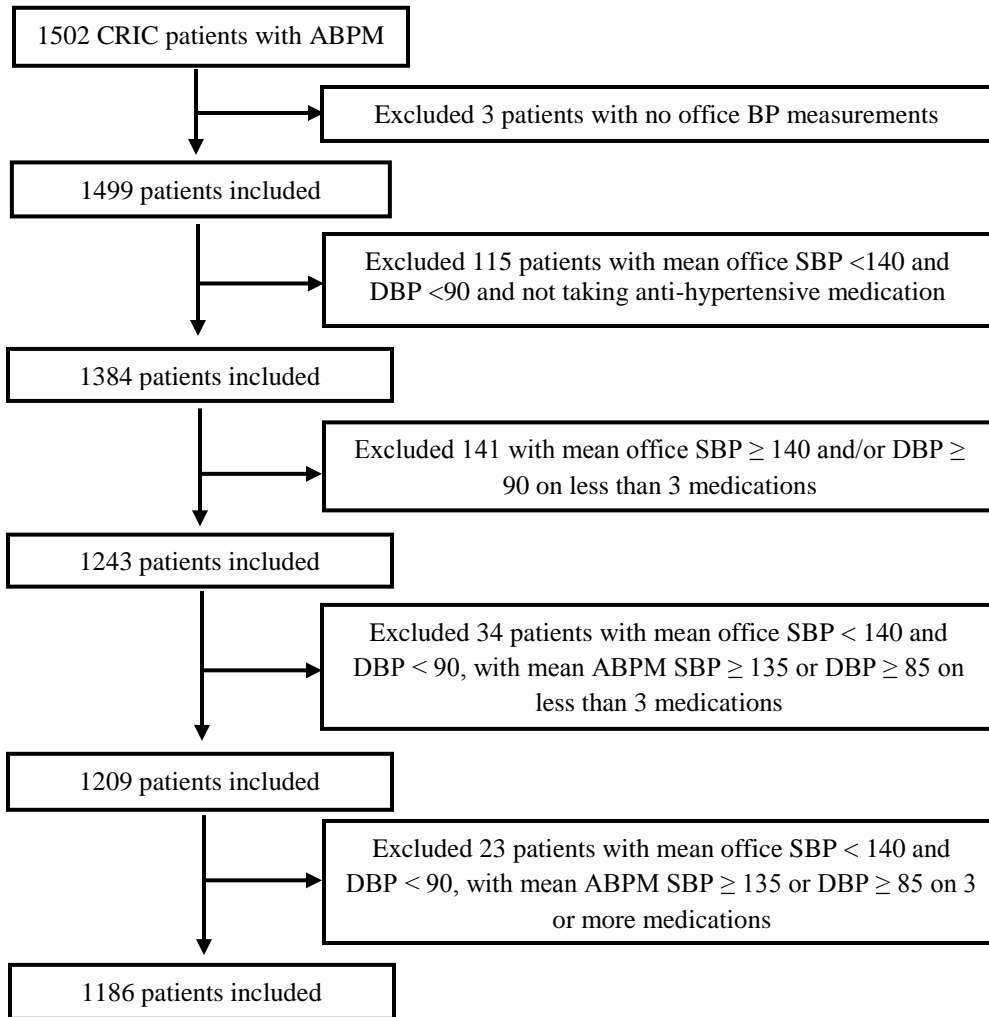 1502 CRIC patients with ABPM
Excluded 3 patients with no office BP measurements
1499 patients included
Excluded 115 patients with mean office SBP <140 and
DBP <90 and not taking anti-hypertensive medication
1384 patients included
Excluded 141 with mean office SBP ≥ 140 and/or DBP ≥
90 on less than 3 medications
1243 patients included
Excluded 34 patients with mean office SBP < 140 and
DBP < 90, with mean ABPM SBP ≥ 135 or DBP ≥ 85 on
less than 3 medications
1209 patients included
Excluded 23 patients with mean office SBP < 140 and
DBP < 90, with mean ABPM SBP ≥ 135 or DBP ≥ 85 on 3
or more medications
1186 patients included